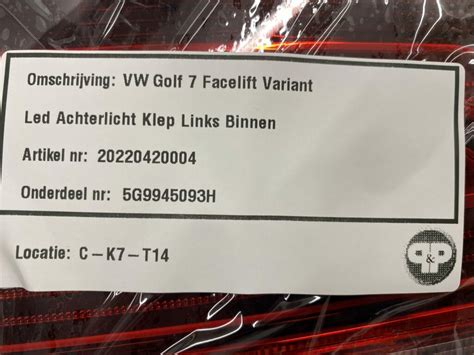 Omschrijving: VW Golf 7 Facelift Variant
Led Achterlicht Klep Links Binnen
Artikel nr: 20220420004
Onderdeel nr: 5G9945093H
Locatie: C-K7-T14
P&P